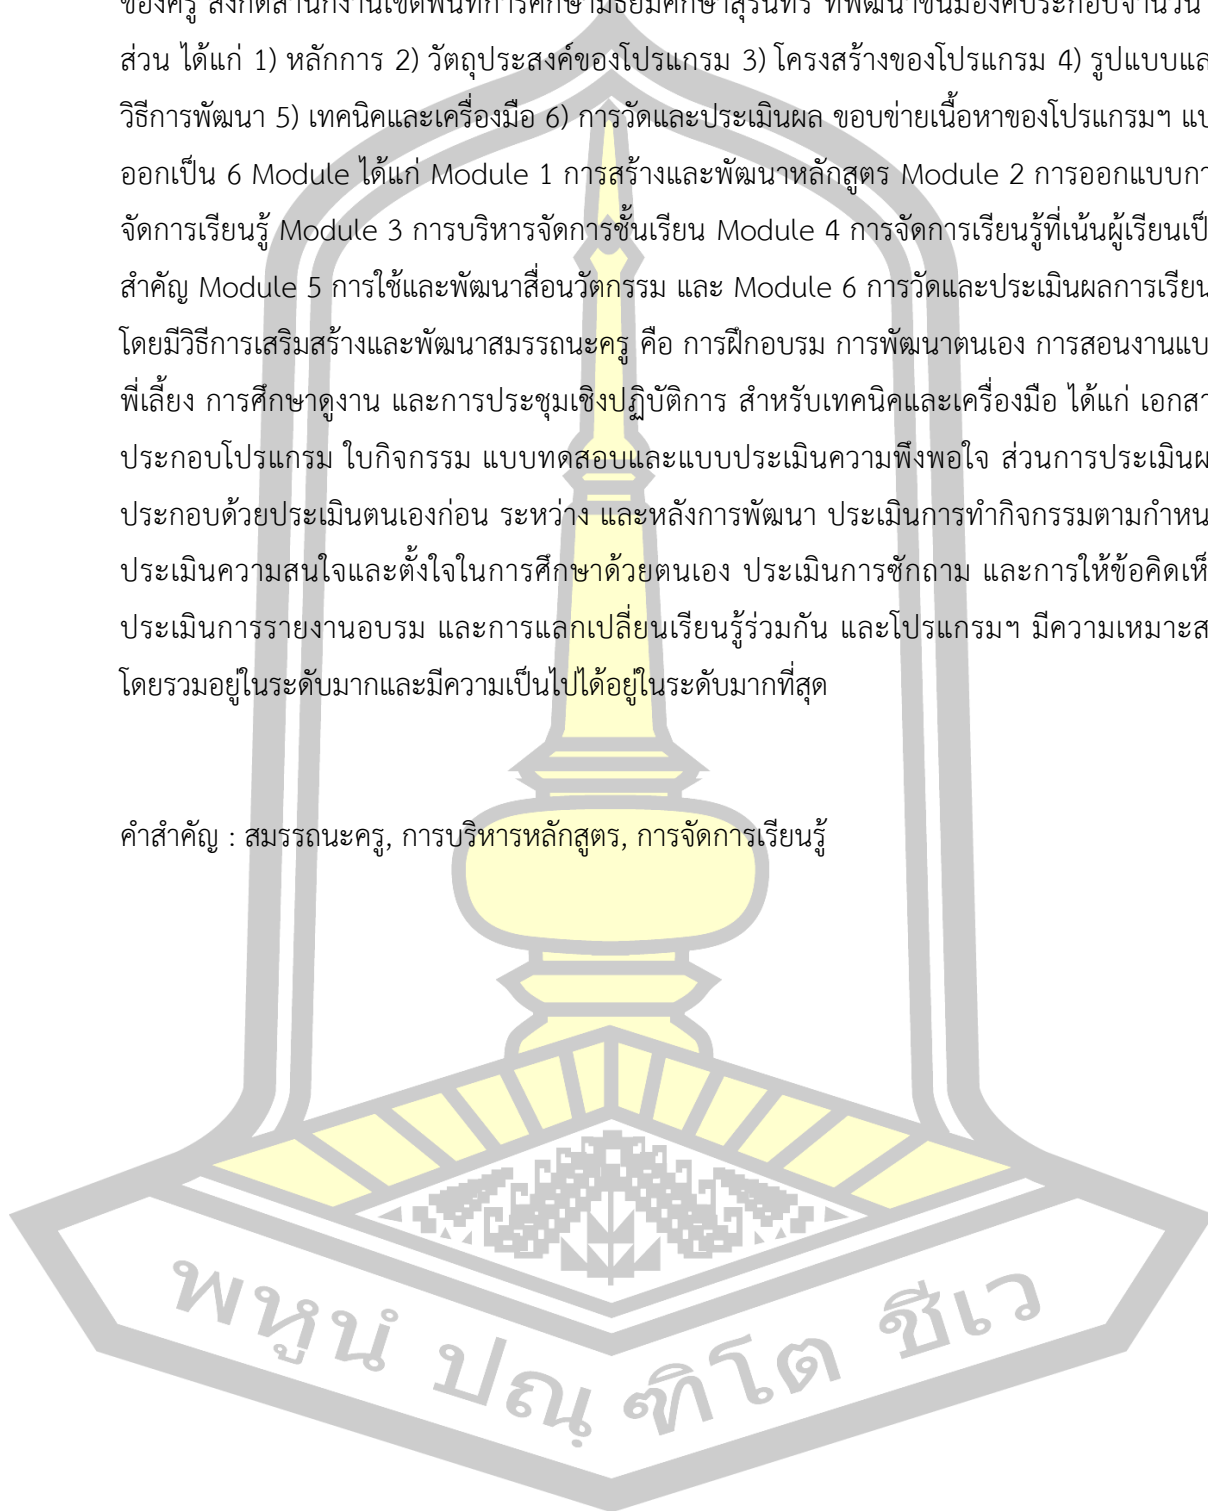 ของครู สังกัดสำนักงานเขตพื้นที่การศึกษามัธยมศึกษาสุรินทร์ ที่พัฒนาขึ้นมีองค์ประกอบจำนวน
ส่วน ได้แก่ 1) หลักการ 2) วัตถุประสงค์ของโปรแกรม 3) โครงสร้างของโปรแกรม 4) รูปแบบแล
วิธีการพัฒนา 5) เทคนิคและเครื่องมือ 6) การวัดและประเมินผล ขอบข่ายเนื้อหาของโปรแกรมฯ แบ
ออกเป็น 6 Module ได้แก่ Module 1 การสร้างและพัฒนาหลักสูตร Module 2 การออกแบบกา
จัดการเรียนรู้ Module 3 การบริหารจัดการชั้นเรียน Module 4 การจัดการเรียนรู้ที่เน้นผู้เรียนเป็
สำคัญ Module 5 การใช้และพัฒนาสื่อนวัตกรรม และ Module 6 การวัดและประเมินผลการเรียน
โดยมีวิธีการเสริมสร้างและพัฒนาสมรรถนะครู คือ การฝึกอบรม การพัฒนาตนเอง การสอนงานแบ
พี่เลี้ยง การศึกษาดูงาน และการประชุมเชิงปฏิบัติการ สำหรับเทคนิคและเครื่องมือ ได้แก่ เอกสา
ประกอบโปรแกรม ใบกิจกรรม แบบทดสอบและแบบประเมินความพึงพอใจ ส่วนการประเมินผ
ประกอบด้วยประเมินตนเองก่อน ระหว่าง และหลังการพัฒนา ประเมินการทำกิจกรรมตามกำหน
ประเมินความสนใจและตั้งใจในการศึกษาด้วยตนเอง ประเมินการซักถาม และการให้ข้อคิดเห็
ประเมินการรายงานอบรม และการแลกเปลี่ยนเรียนรู้ร่วมกัน และโปรแกรมฯ มีความเหมาะส
โดยรวมอยู่ในระดับมากและมีความเป็นไปได้อยู่ในระดับมากที่สุด
คำสำคัญ : สมรรถนะครู, การบริหารหลักสูตร, การจัดการเรียนรู้
พหูนํ ปณฺฑิโต ชีเว